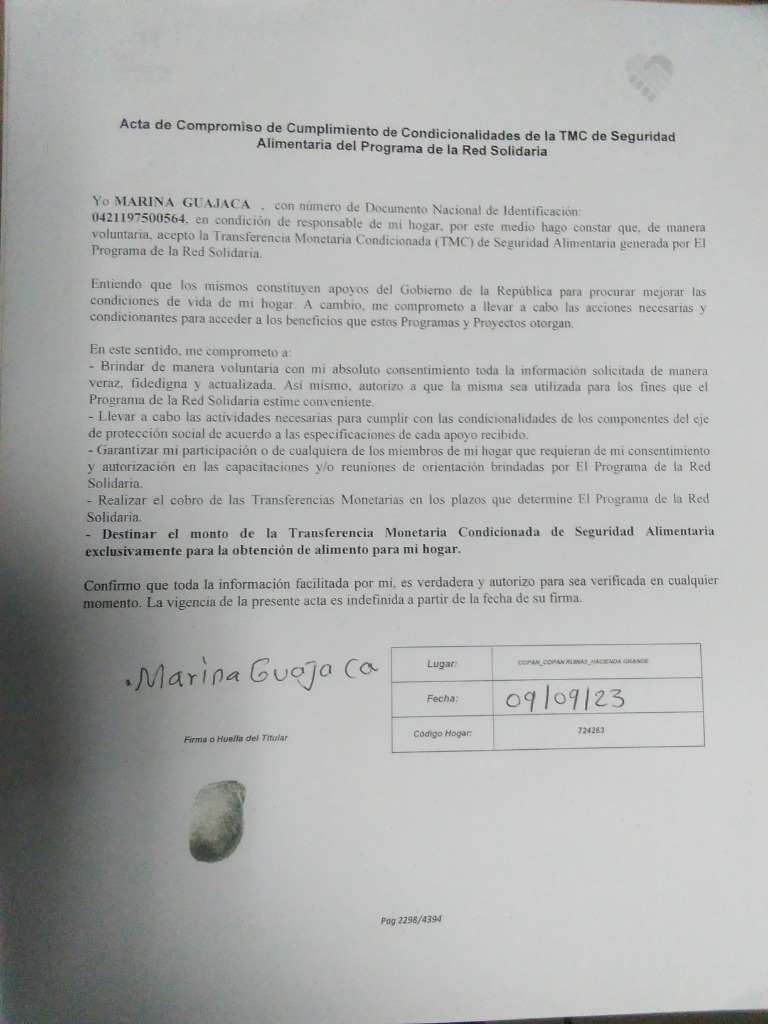 Acta de Compromiso de Cumplimiento de Condicionalidades de la TMC de Seguridad
Alimentaria del Programa de la Red Solidaria
Yo MARINA GUAJACA , con número de Documento Nacional de Identificación:
0421197500564, en condición de responsable de mi hogar, por este medio hago constar que, de manera
voluntaria, acepto la Transferencia Monetaria Condicionada (TMC) de Seguridad Alimentaria generada por El
Programa de la Red Solidaria.
Entiendo que los mismos constituyen apoyos del Gobierno de la República para procurar mejorar las
condiciones de vida de mi hogar. A cambio, me comprometo a llevar a cabo las acciones necesarias y
condicionantes para acceder a los beneficios que estos Programas y Proyectos otorgan.
En este sentido, me comprometo a:
- Brindar de manera voluntaria con mi absoluto consentimiento toda la información solicitada de manera
veraz, fidedigna y actualizada. Así mismo, autorizo a que la misma sea utilizada para los fines que el
Programa de la Red Solidaria estime conveniente.
- Llevar a cabo las actividades necesarias para cumplir con las condicionalidades de los componentes del eje
de protección social de acuerdo a las especificaciones de cada apoyo recibido.
- Garantizar mi participación o de cualquiera de los miembros de mi hogar que requieran de mi consentimiento
y autorización en las capacitaciones y/o reuniones de orientación brindadas por El Programa de la Red
Solidaria.
- Realizar el cobro de las Transferencias Monetarias en los plazos que determine El Programa de la Red
Solidaria.
- Destinar el monto de la Transferencia Monetaria Condicionada de Seguridad Alimentaria
exclusivamente para la obtención de alimento para mi hogar.
Confirmo que toda la información facilitada por mí, es verdadera y autorizo para sea verificada en cualquier
momento. La vigencia de la presente acta es indefinida a partir de la fecha de su firma.
Marina Guajaca
Firma o Huella del Titular
Lugar: COPAN_COPAN RUINAS_HACIENDA GRANDE
Fecha: 09/09/23
Código Hogar: 724263
Pag 2298/4394